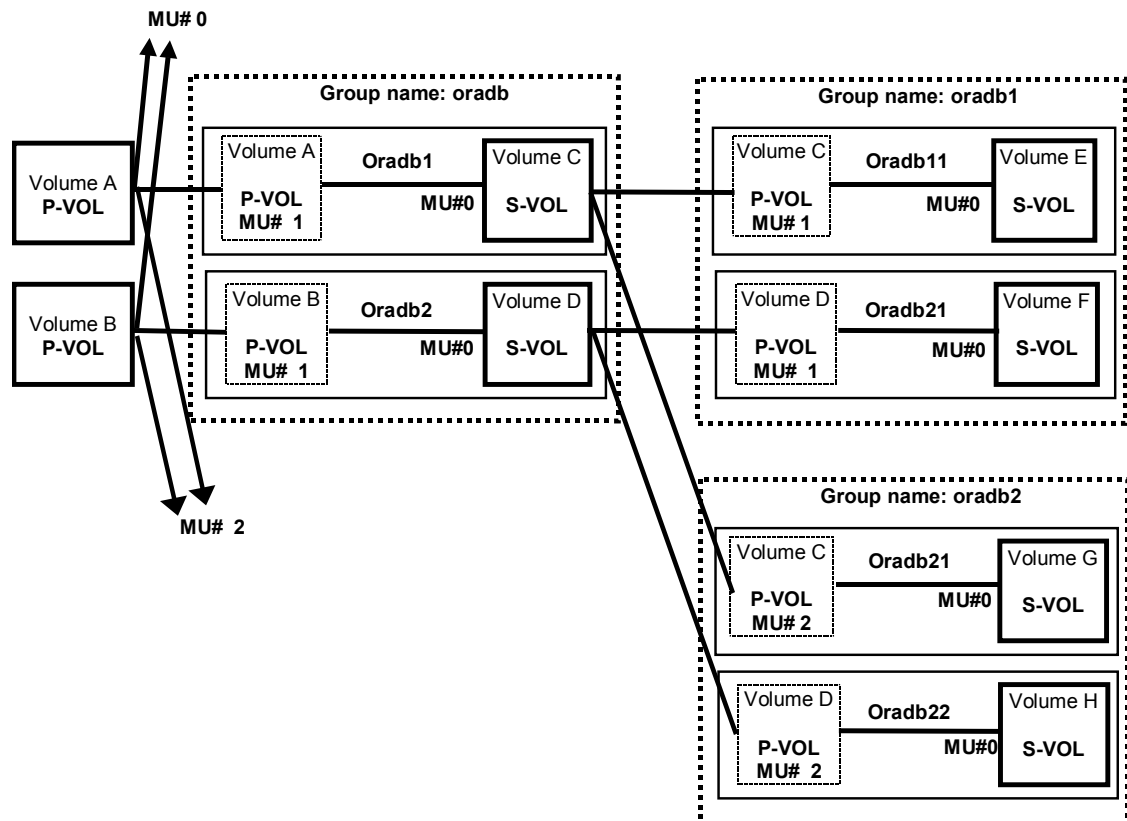 MU# 0
Group name: oradb
Group name: oradb1
Volume A
P-VOL
Volume A
P-VOL
MU# 1
Oradb1
MU#0
Volume C
S-VOL
Volume C
P-VOL
MU# 1
Oradb11
MU#0
Volume E
S-VOL
Volume B
P-VOL
Volume B
P-VOL
MU# 1
Oradb2
MU#0
Volume D
S-VOL
Volume D
P-VOL
MU# 1
Oradb21
MU#0
Volume F
S-VOL
MU# 2
Group name: oradb2
Volume C
P-VOL
MU# 2
Oradb21
MU#0
Volume G
S-VOL
Volume D
P-VOL
MU# 2
Oradb22
MU#0
Volume H
S-VOL